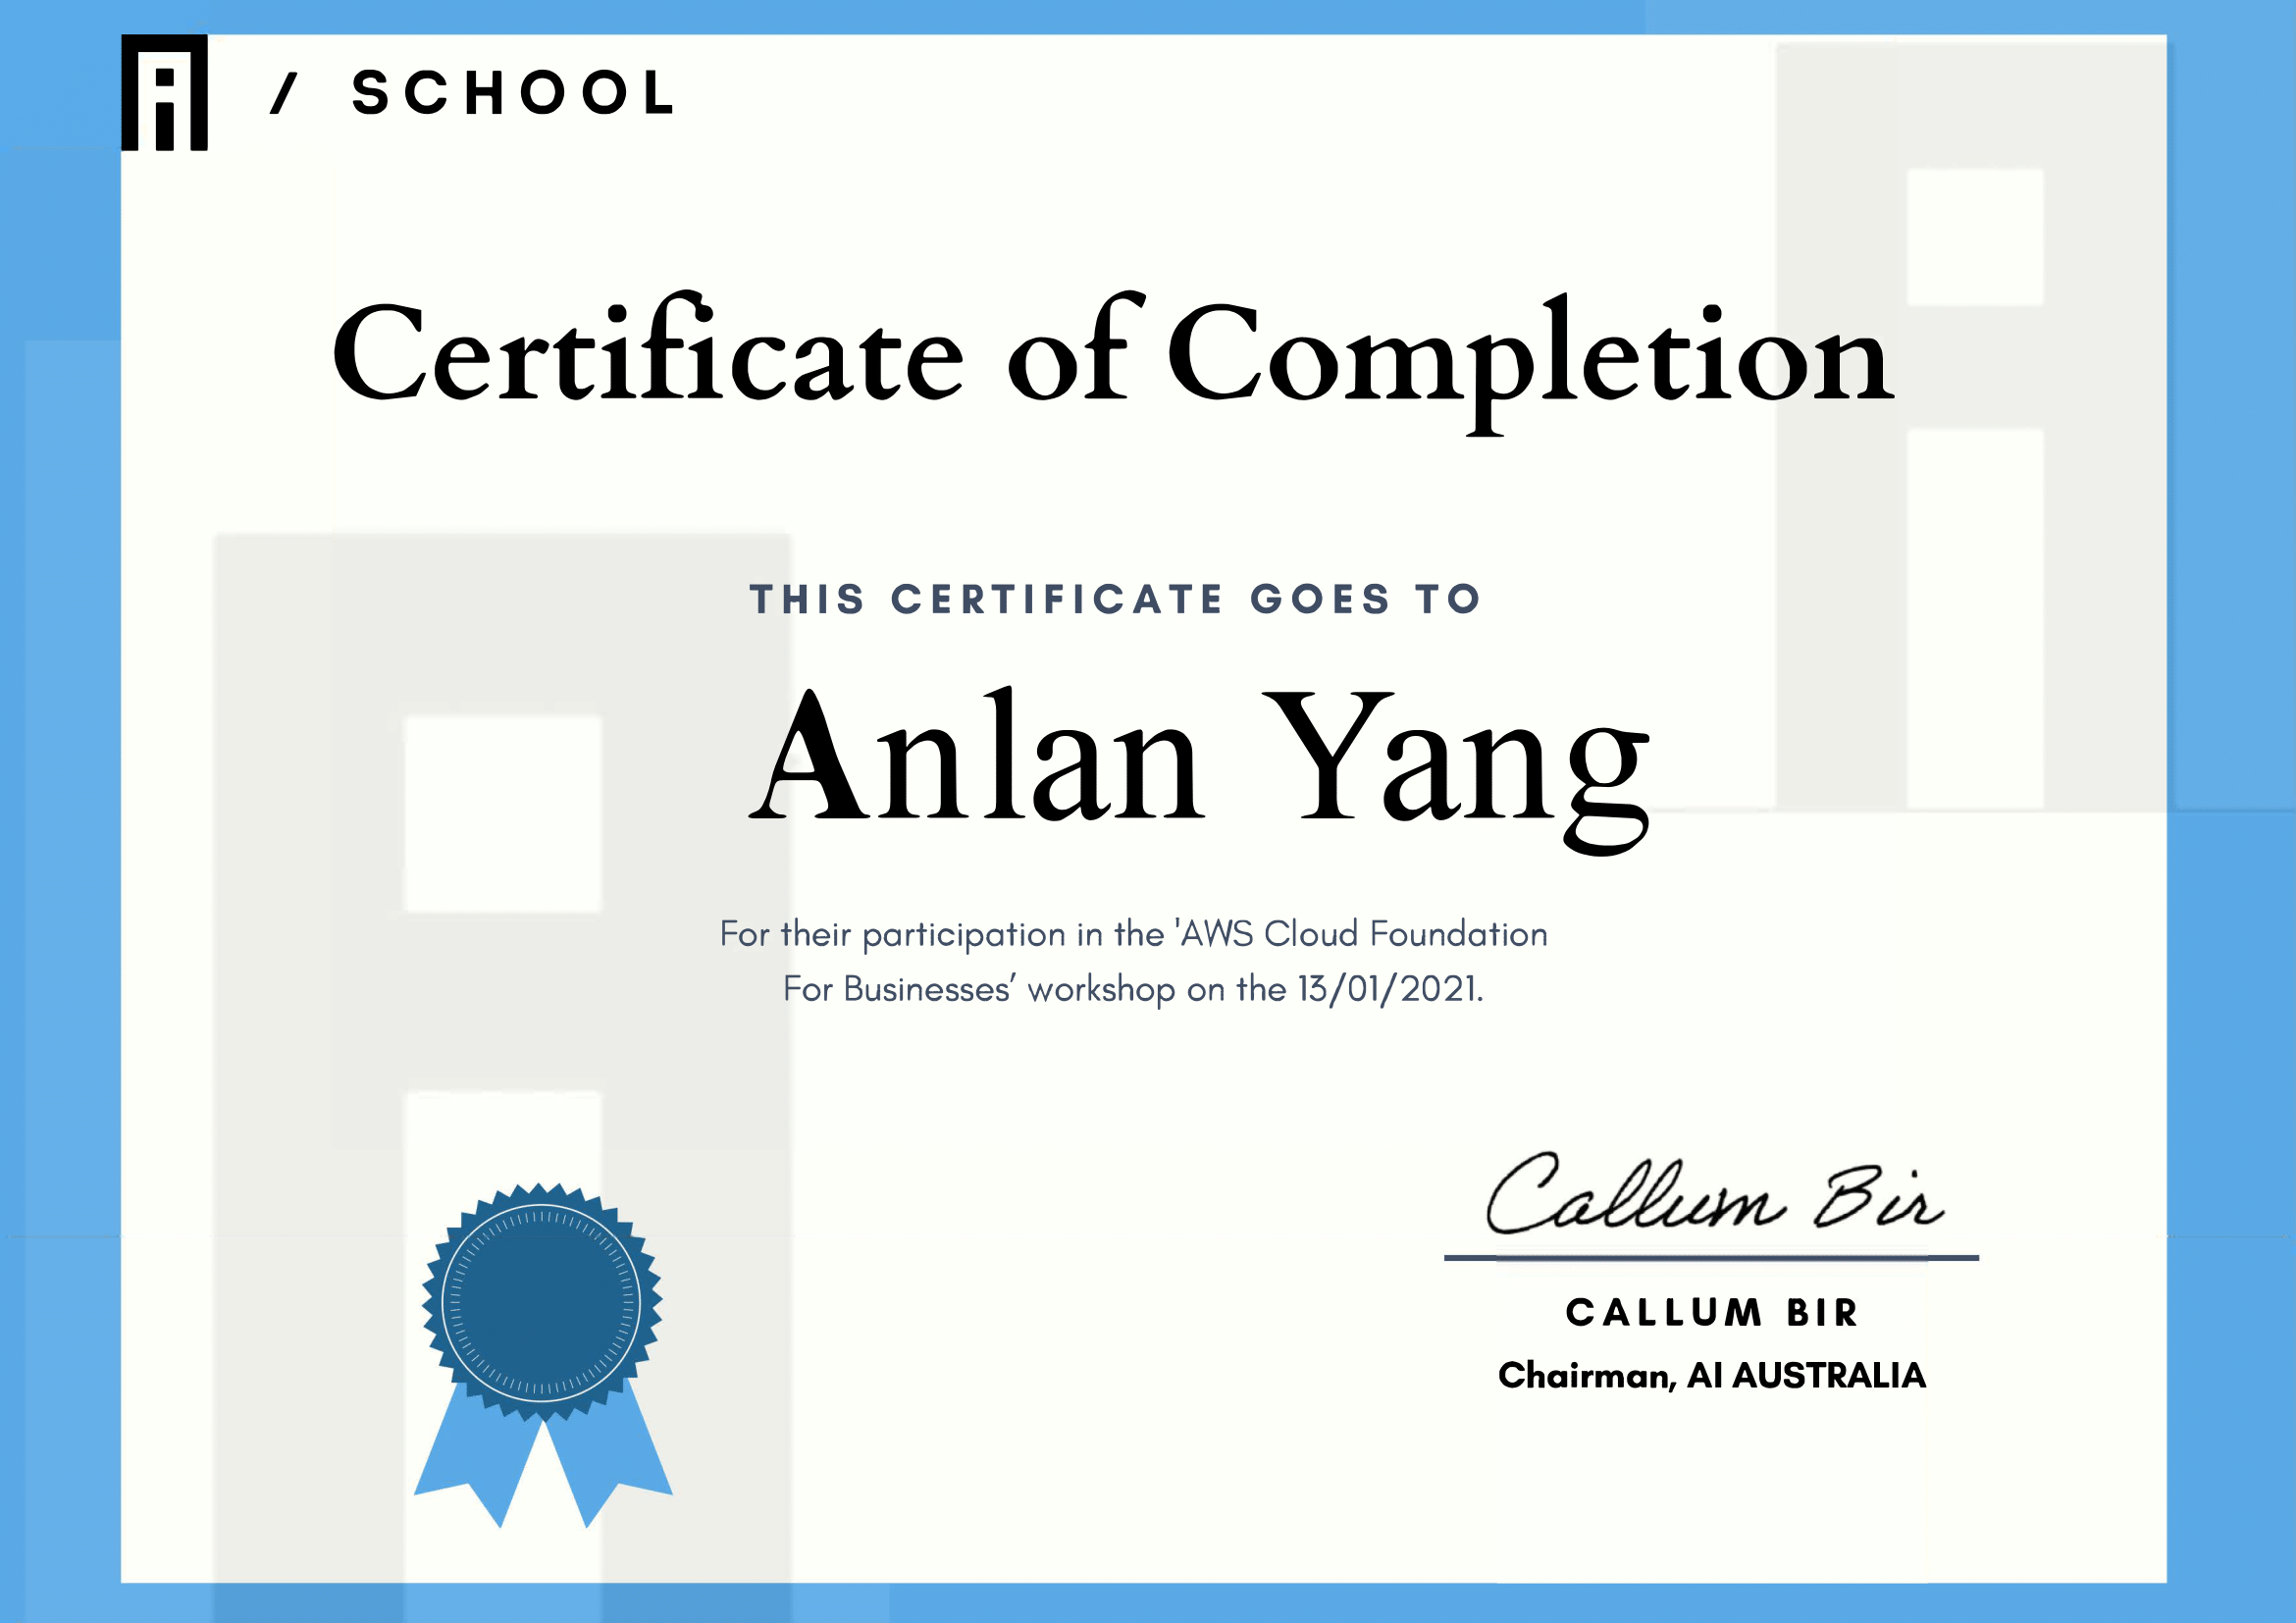 AI / SCHOOL
Certificate of Completion
THIS CERTIFICATE GOES TO
Anlan Yang
For their participation in the 'AWS Cloud Foundation
For Businesses’ workshop on the 13/01/2021.
Callum Bir
CALLUM BIR
Chairman, AI AUSTRALIA